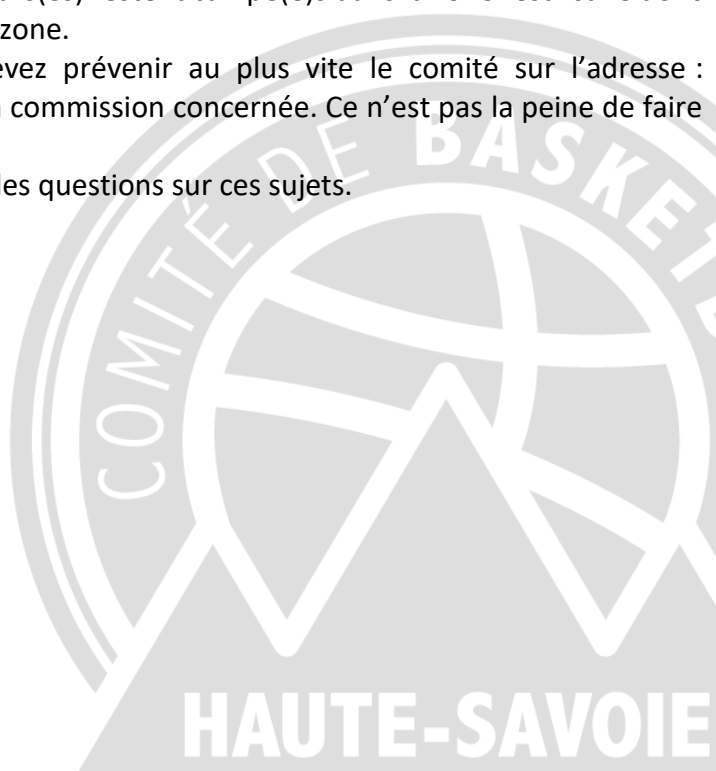 zone.
evez prévenir au plus vite le comité sur l’adresse :
commission concernée. Ce n’est pas la peine de faire
les questions sur ces sujets.
COMITÉ DE BASKET
HAUTE-SAVOIE